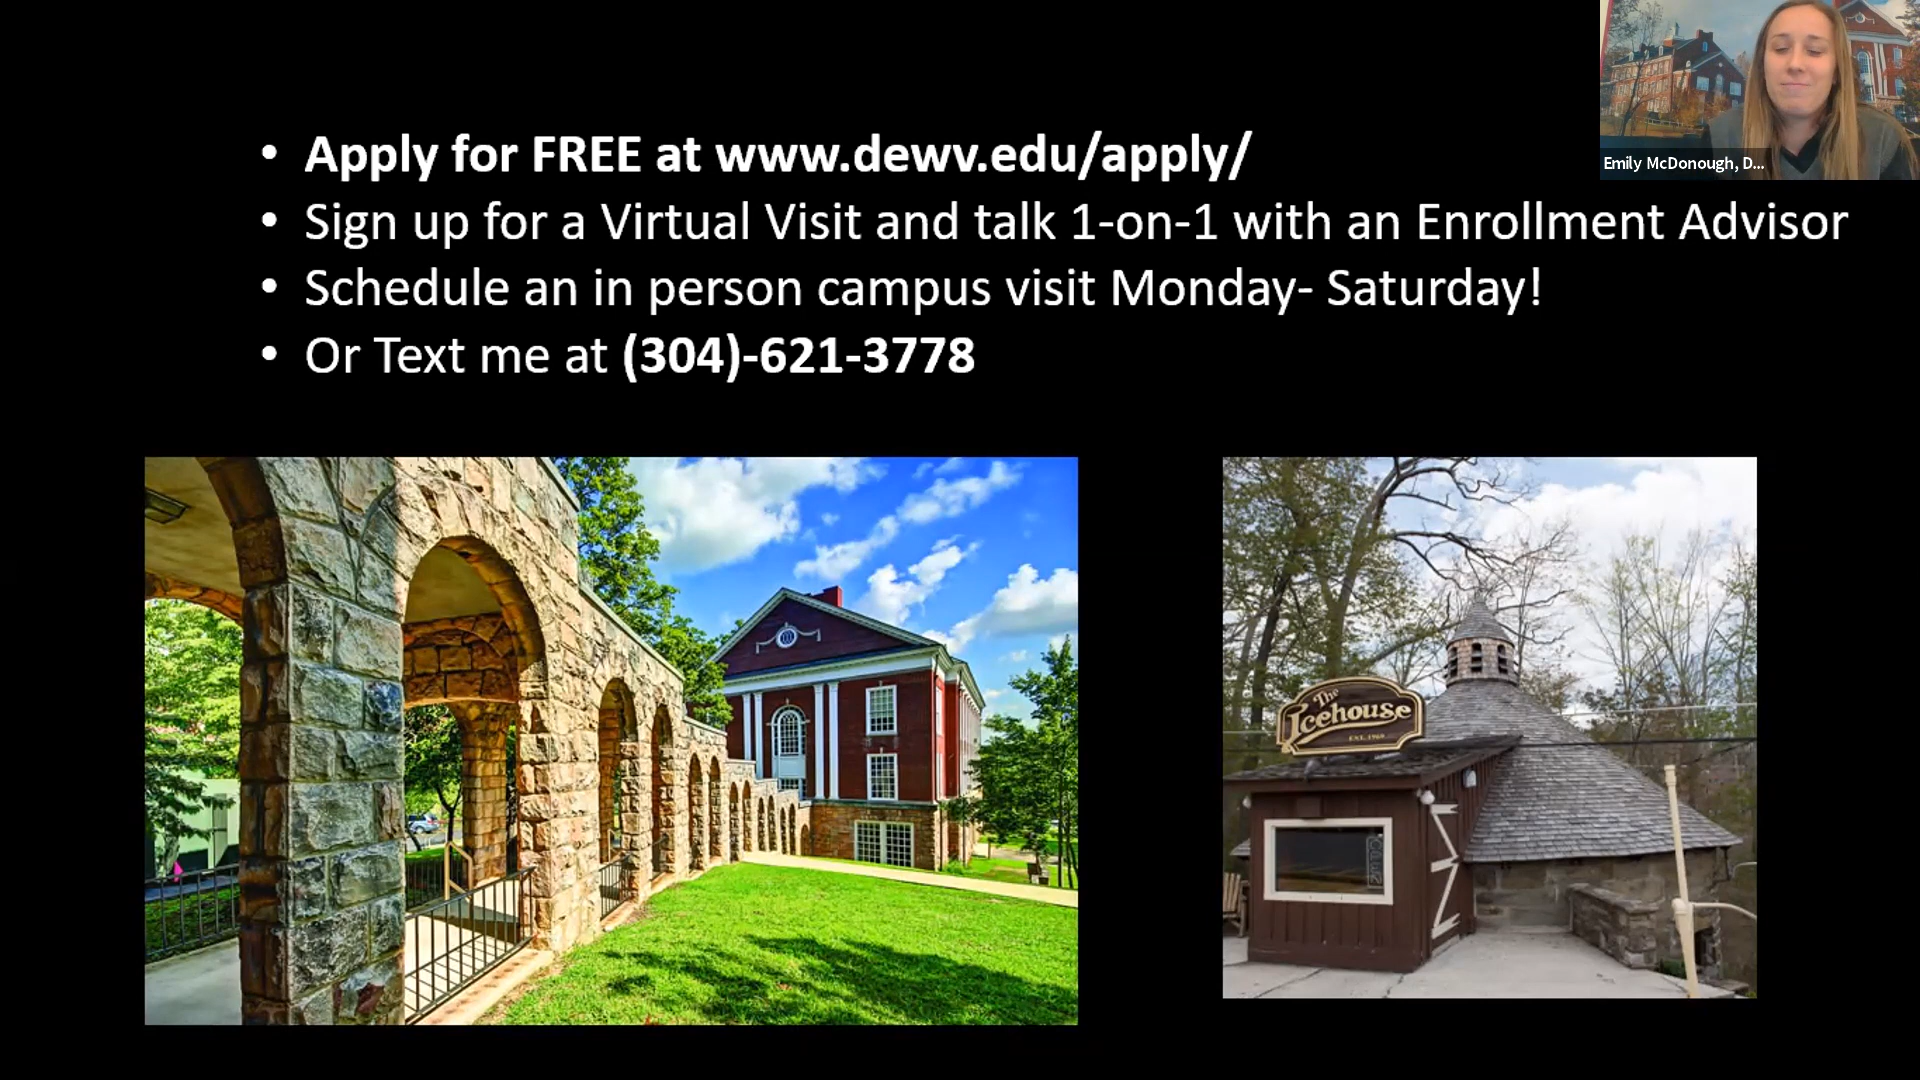 • Apply for FREE at www.dewv.edu/apply/
Emily McDonough, D...
• Sign up for a Virtual Visit and talk 1-on-1 with an Enrollment Advisor
• Schedule an in person campus visit Monday- Saturday!
• Or Text me at (304)-621-3778
The
Icehouse
EST. 1969
OPEN